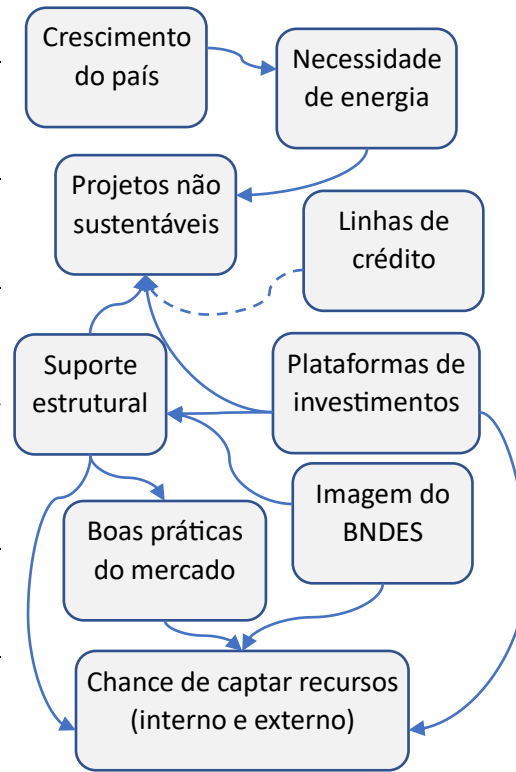 Crescimento
do país
Necessidade
de energia
Projetos não
sustentáveis
Linhas de
crédito
Suporte
estrutural
Plataformas de
investimentos
Imagem do
BNDES
Boas práticas
do mercado
Chance de captar recursos
(interno e externo)